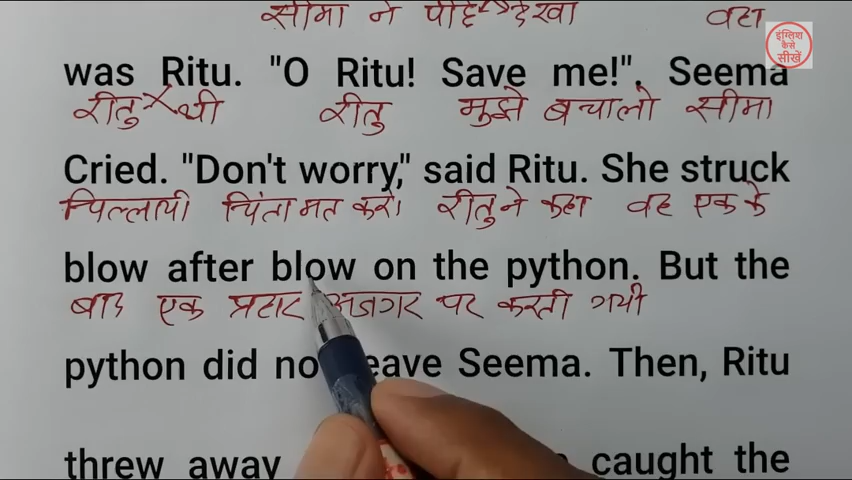 सीमा ने पीछे देखा वहा
इंग्लिश
कैसे
सीखें
was Ritu. "O Ritu! Save me!". Seema
रीतु थी रीतु मुझे बचालो सीमा
Cried. "Don't worry," said Ritu. She struck
चिल्लायी चिंता मत करो। रीतु ने कहा वह एक के
blow after blow on the python. But the
बाद एक प्रहार अजगर पर करती गयी
python did no eave Seema. Then, Ritu
threw away caught the